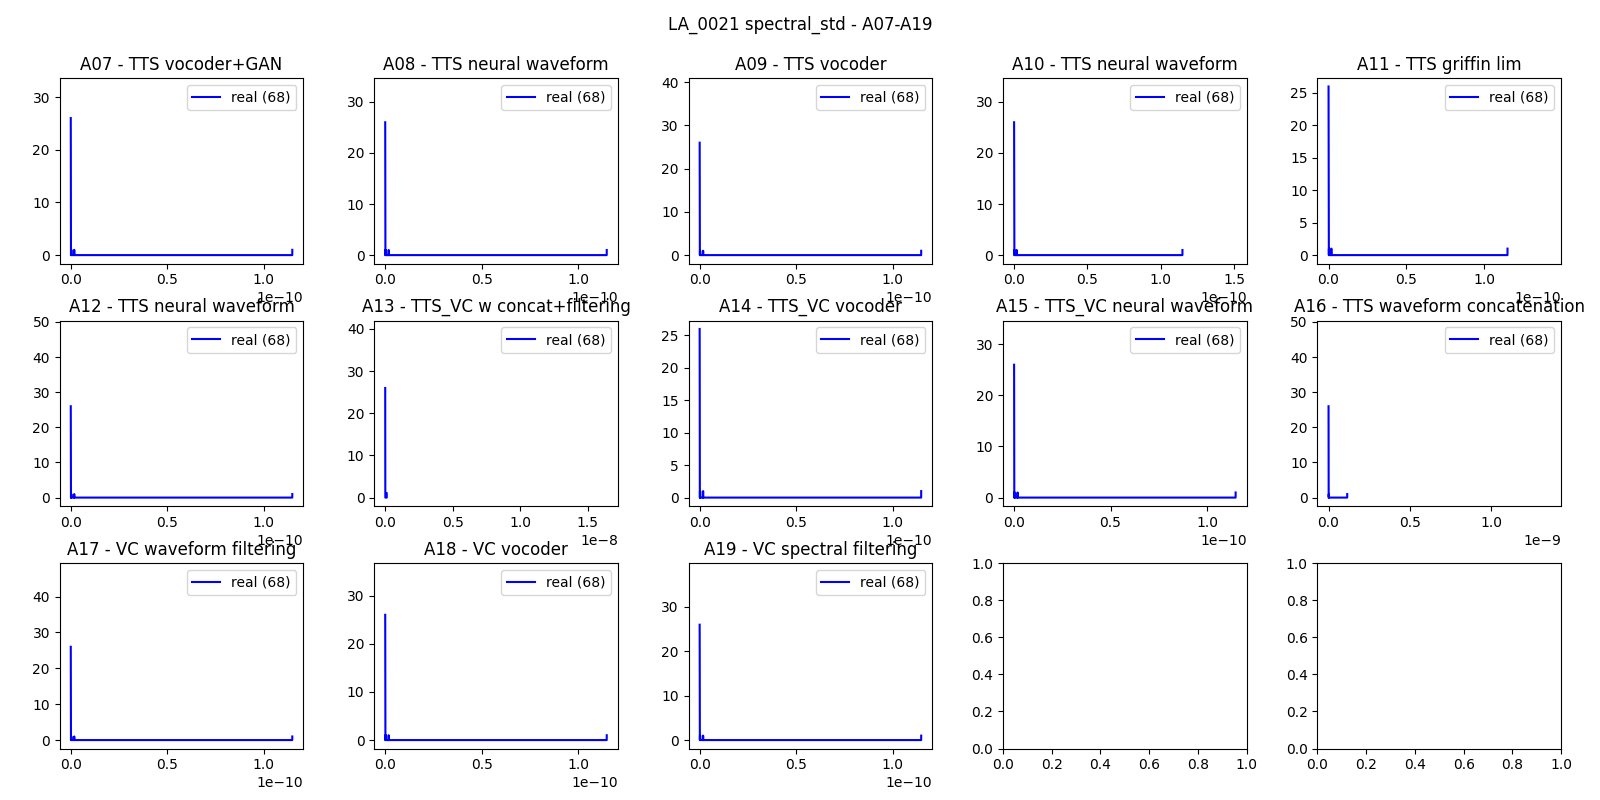 LA_0021 spectral_std - A07-A19
A07 - TTS vocoder+GAN
30
20
10
0
real (68)
0.0 0.5 1.0
1e−10
A08 - TTS neural waveform
30
20
10
0
real (68)
0.0 0.5 1.0
1e−10
A09 - TTS vocoder
40
30
20
10
0
real (68)
0.0 0.5 1.0
A10 - TTS neural waveform
30
20
10
0
real (68)
0.0 0.5 1.0 1.5
1e−10
A11 - TTS griffin lim
25
20
15
10
5
0
real (68)
0.0 0.5 1.0
1e−10
A12 - TTS neural waveform
50
40
30
20
10
0
real (68)
0.0 0.5 1.0
1e−10
A13 - TTS_VC w concat+filtering
40
30
20
10
0
real (68)
0.0 0.5 1.0 1.5
1e−8
A14 - TTS_VC vocoder
25
20
15
10
5
0
real (68)
0.0 0.5 1.0
1e−10
A15 - TTS_VC neural waveform
30
20
10
0
real (68)
0.0 0.5 1.0
1e−10
A16 - TTS waveform concatenation
50
40
30
20
10
0
real (68)
0.0 0.5 1.0
1e−9
A17 - VC waveform filtering
40
30
20
10
0
real (68)
0.0 0.5 1.0
1e−10
A18 - VC vocoder
30
20
10
0
real (68)
0.0 0.5 1.0
1e−10
A19 - VC spectral filtering
30
20
10
0
real (68)
0.0 0.5 1.0
1e−10
1.0
0.8
0.6
0.4
0.2
0.0
0.0 0.2 0.4 0.6 0.8 1.0
1.0
0.8
0.6
0.4
0.2
0.0
0.0 0.2 0.4 0.6 0.8 1.0